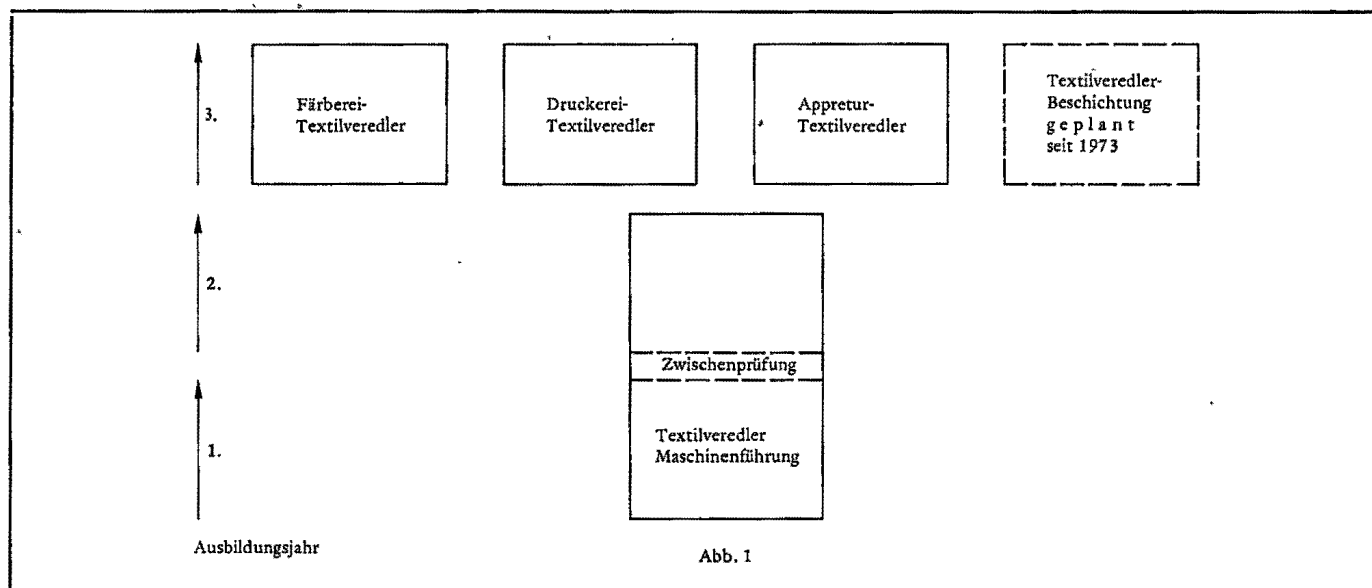 3.
Färberei-
Textilveredler
Druckerei-
Textilveredler
Appretur-
Textilveredler
Textilveredler-
Beschichtung
g e p l a n t
seit 1973
2.
Zwischenprüfung
1.
Textilveredler
Maschinenführung
Ausbildungsjahr
Abb. 1